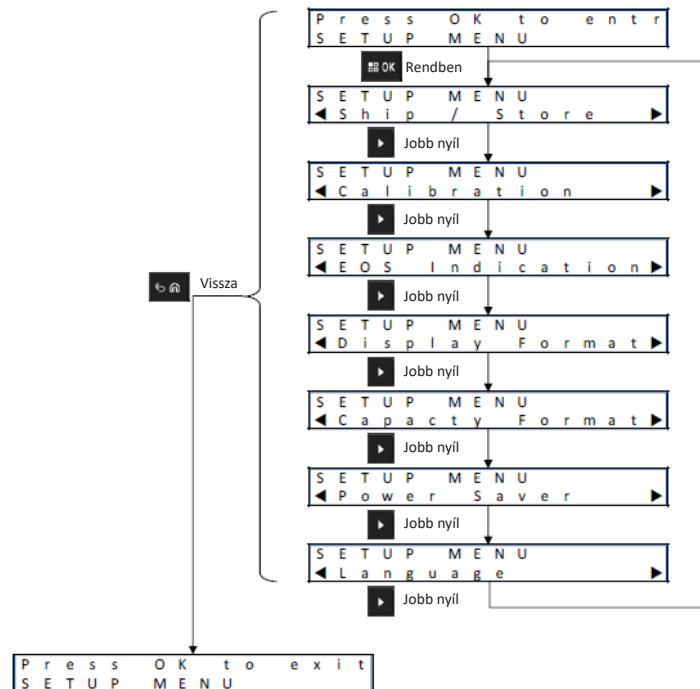 Press OK to entr
SETUP MENU
OK Rendben
SETUP MENU
◀Ship / Store ▶
Jobb nyíl
SETUP MENU
◀Calibration ▶
Jobb nyíl
SETUP MENU
◀EOS Indication▶
Jobb nyíl
Vissza
SETUP MENU
◀Display Format▶
Jobb nyíl
SETUP MENU
◀Capacty Format▶
Jobb nyíl
SETUP MENU
◀Power Saver ▶
Jobb nyíl
SETUP MENU
◀Language ▶
Jobb nyíl
Press OK to exit
SETUP MENU